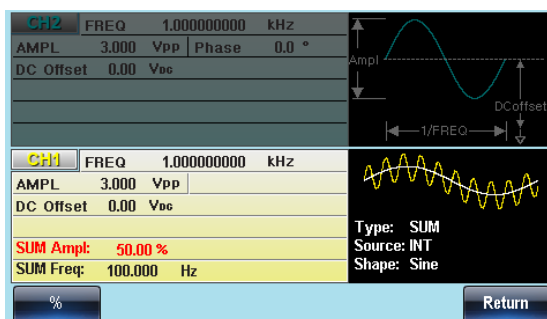 CH2 FREQ 1.000000000 kHz
AMPL 3.000 Vpp Phase 0.0 °
DC Offset 0.00 VDC
Ampl
DCoffset
1/FREQ
CH1 FREQ 1.000000000 kHz
AMPL 3.000 Vpp
DC Offset 0.00 VDC
SUM Ampl: 50.00 %
SUM Freq: 100.000 Hz
Type: SUM
Source: INT
Shape: Sine
% Return